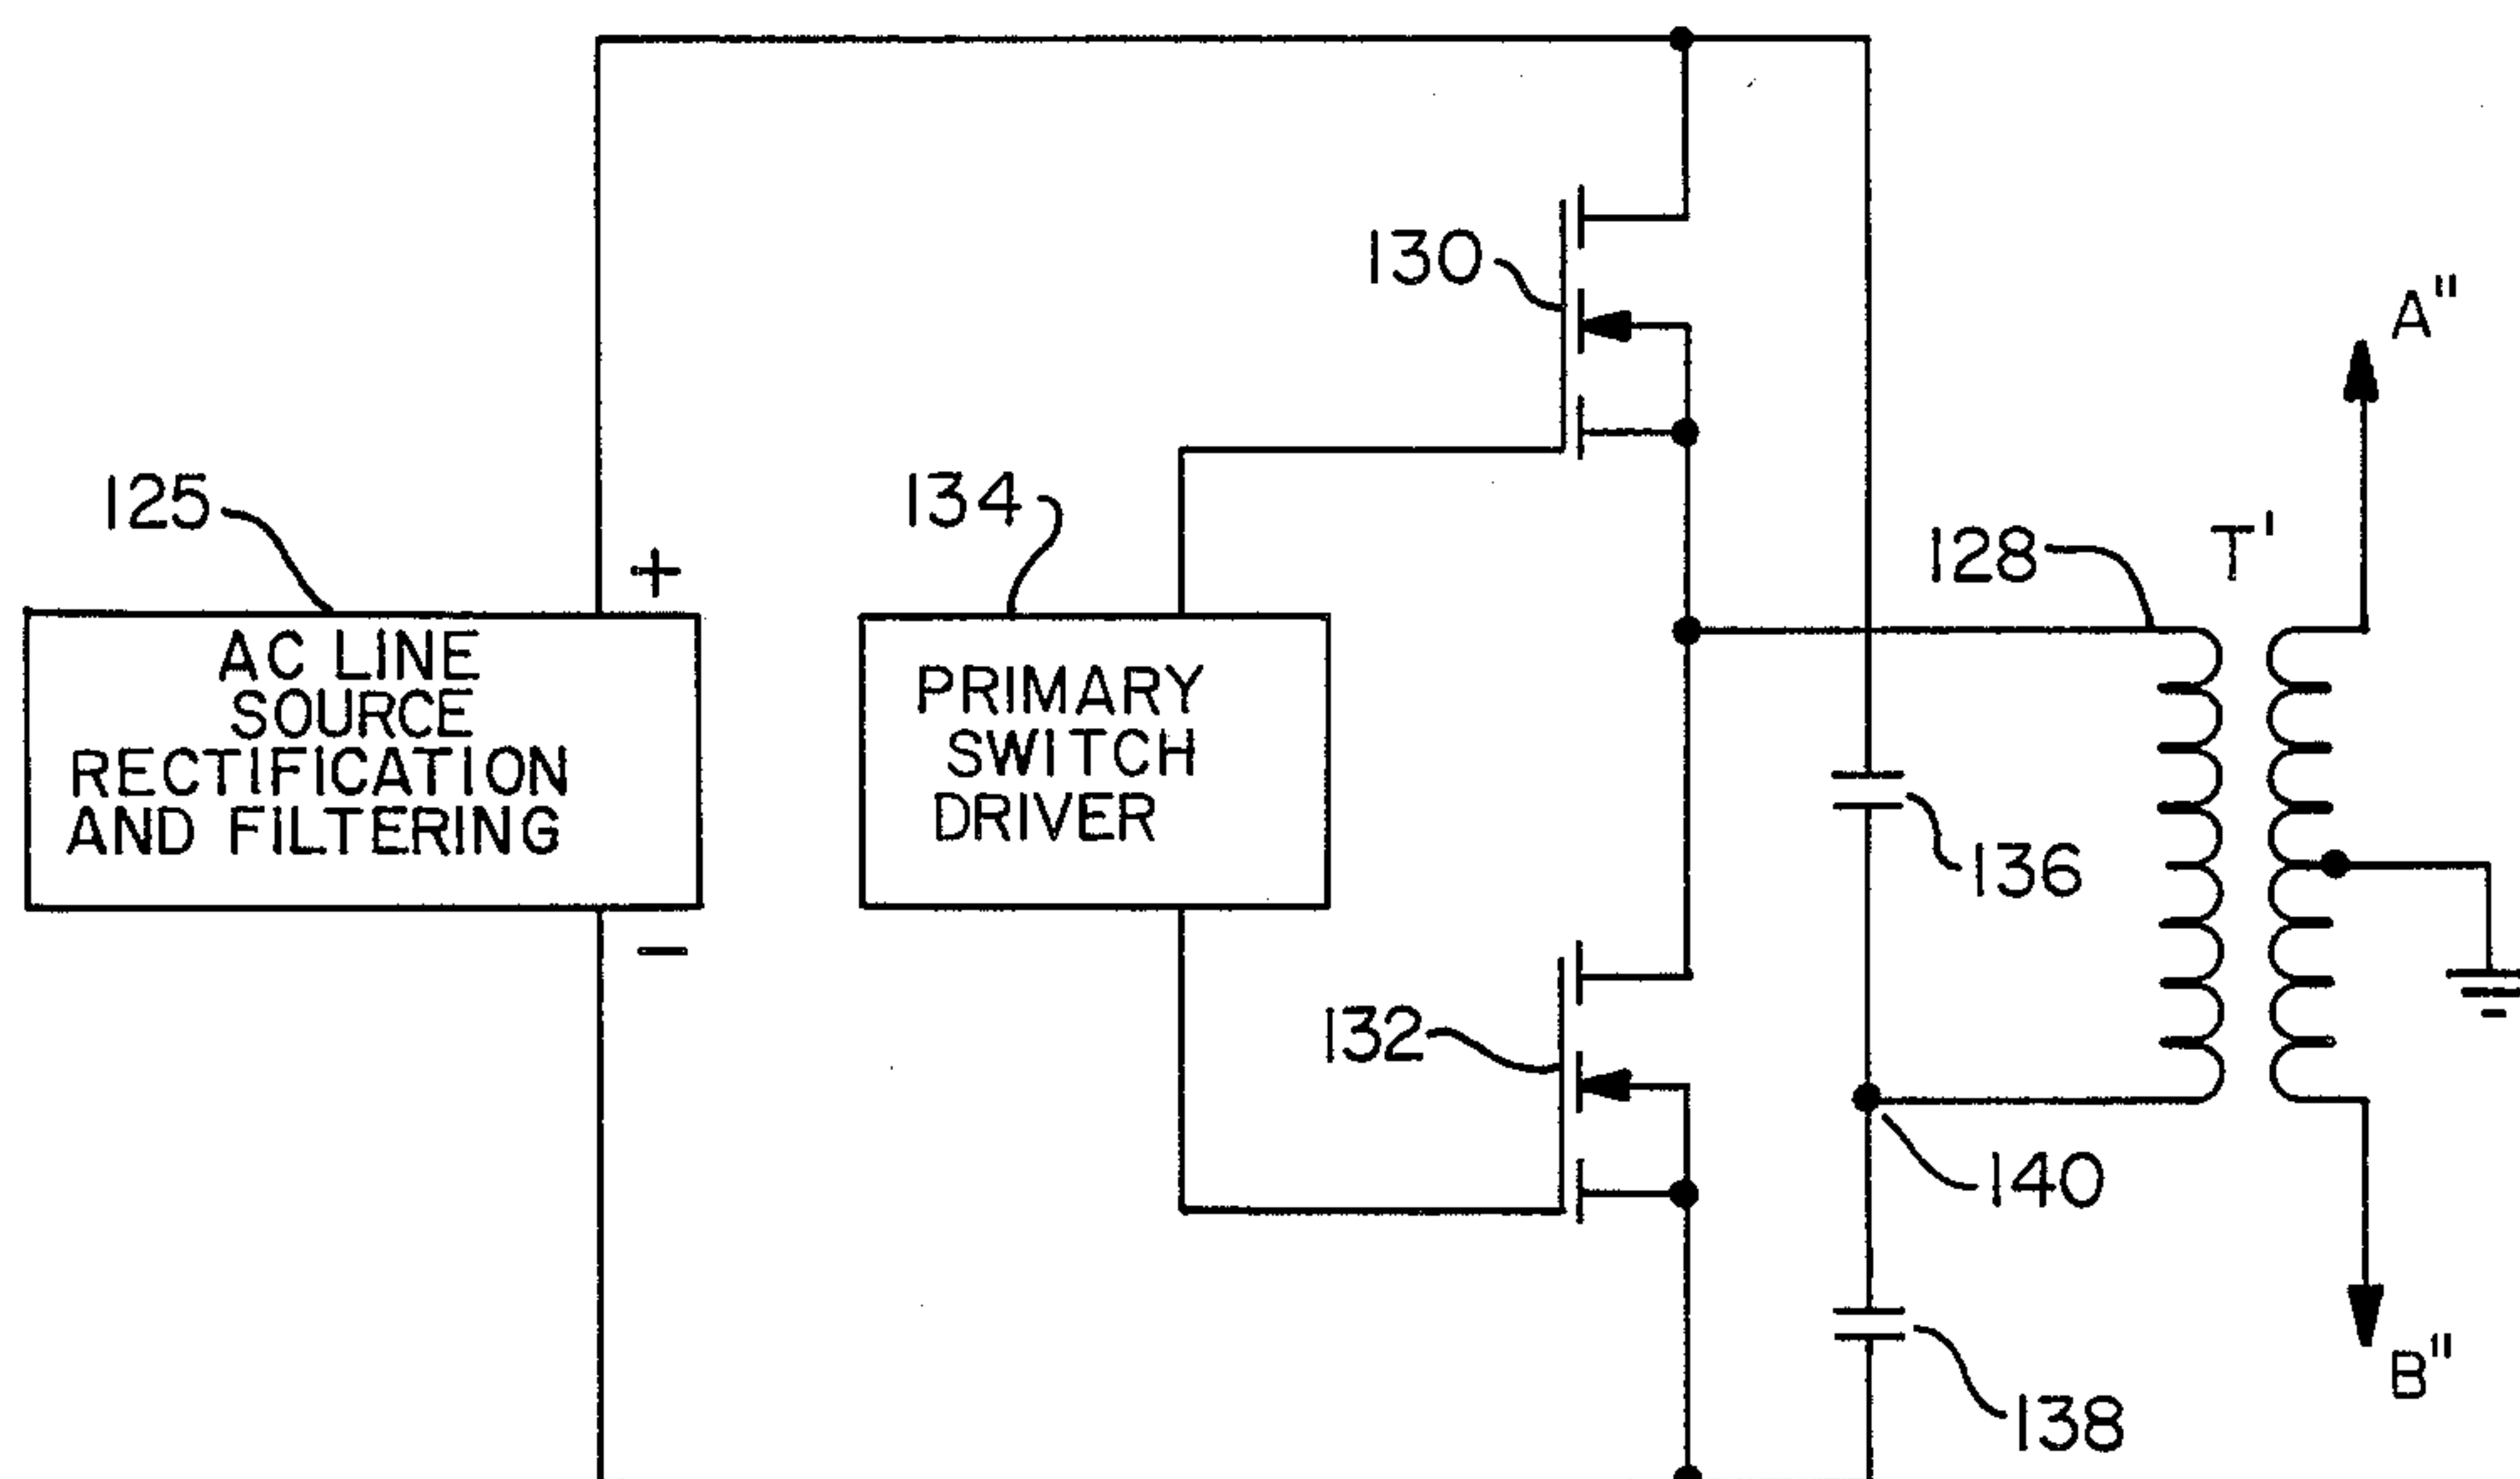 130
A"
125
134
128
T'
+
AC LINE
SOURCE
RECTIFICATION
AND FILTERING
PRIMARY
SWITCH
DRIVER
136
−
132
140
B"
138